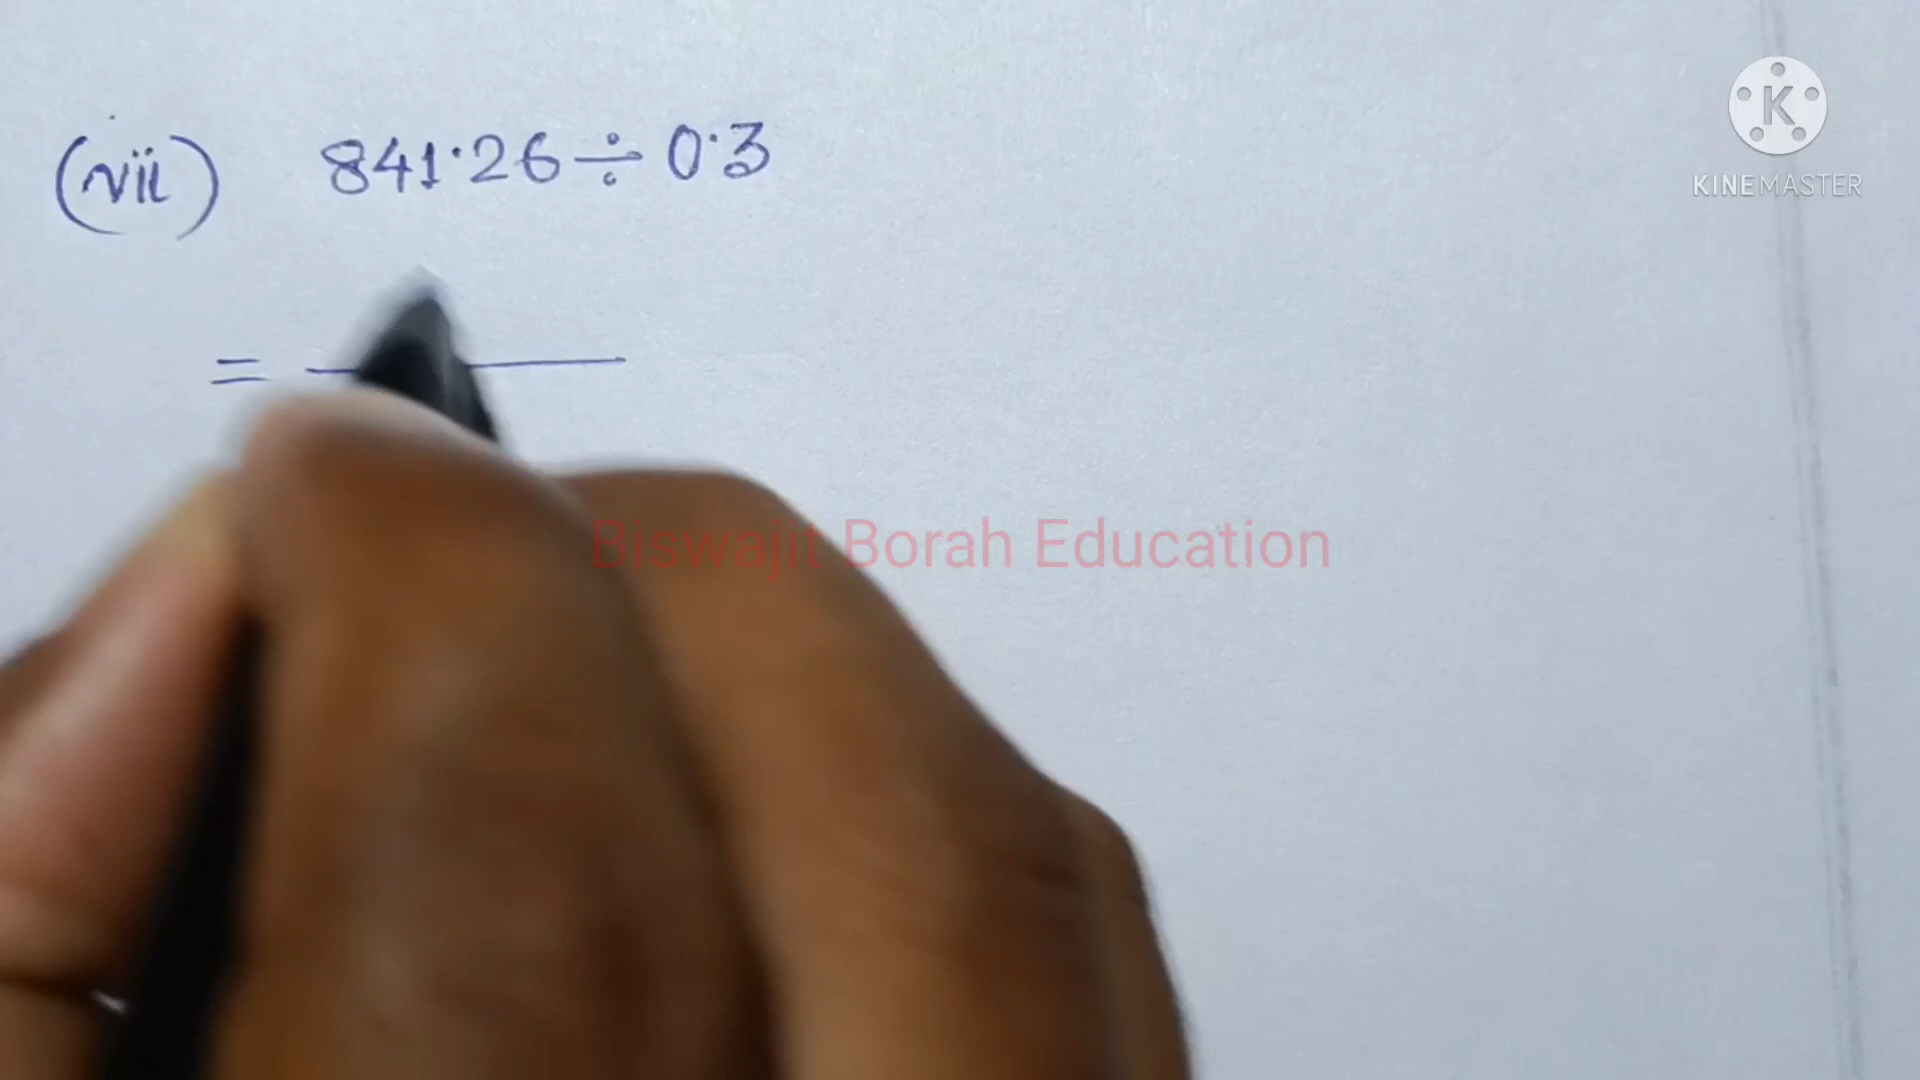 (vii) 841·26 ÷ 0·3
K
KINEMASTER
=
Biswajit Borah Education